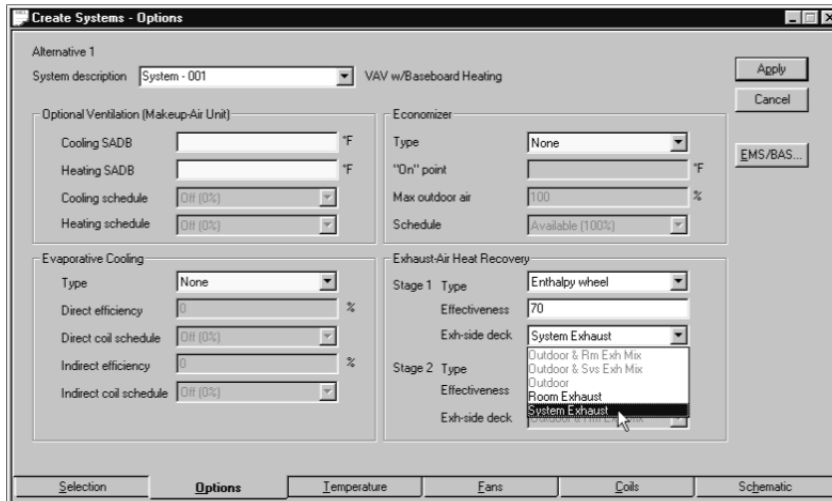 Create Systems - Options
Alternative 1
System description System - 001 VAV w/Baseboard Heating
Apply
Cancel
EMS/BAS...
Optional Ventilation (Makeup-Air Unit)
Cooling SADB °F
Heating SADB °F
Cooling schedule Off (0%)
Heating schedule Off (0%)
Economizer
Type None
"On" point °F
Max outdoor air 100 %
Schedule Available (100%)
Evaporative Cooling
Type None
Direct efficiency 0 %
Direct coil schedule Off (0%)
Indirect efficiency 0 %
Indirect coil schedule Off (0%)
Exhaust-Air Heat Recovery
Stage 1 Type Enthalpy wheel
Effectiveness 70
Exh-side deck System Exhaust
Outdoor & Rm Exh Mix
Outdoor & Sys Exh Mix
Outdoor
Room Exhaust
System Exhaust
Stage 2 Type
Effectiveness
Exh-side deck Outdoor & Rm Exh Mix
Selection Options Temperature Fans Coils Schematic